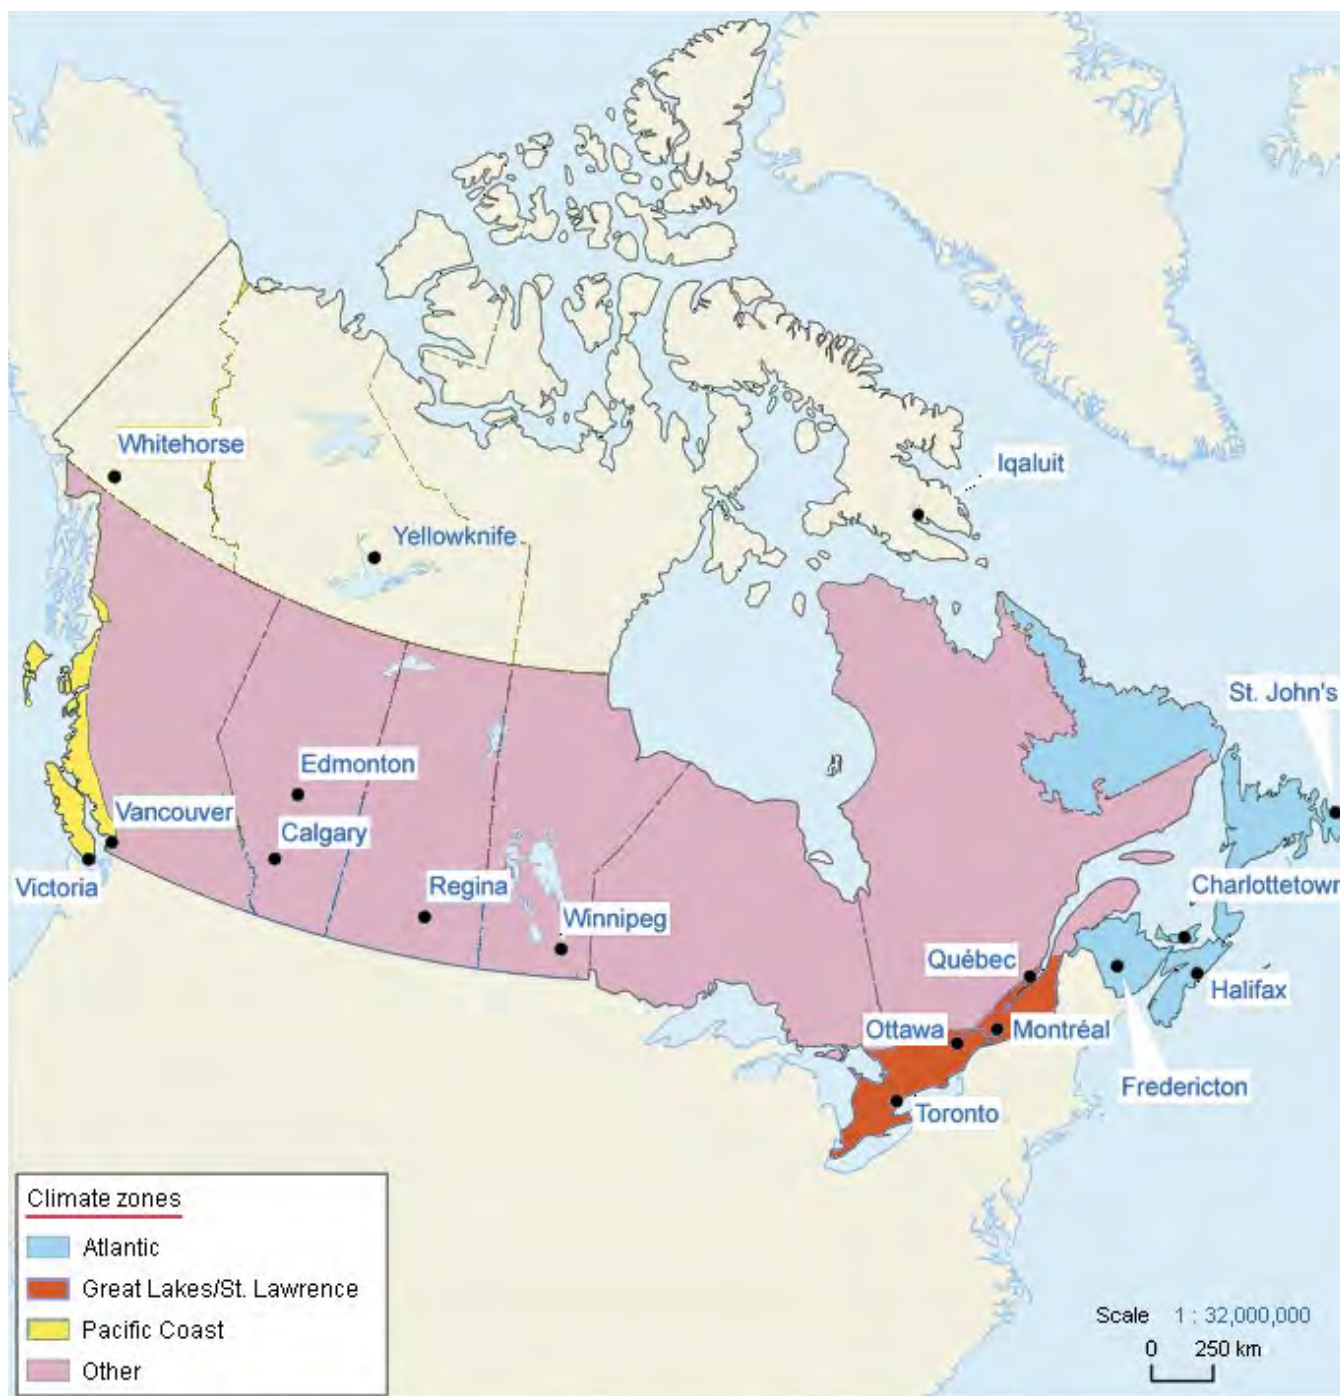 Whitehorse
Iqaluit
Yellowknife
St. John's
Edmonton
Vancouver
Calgary
Victoria
Regina
Charlottetown
Winnipeg
Québec
Halifax
Ottawa
Montréal
Fredericton
Toronto
Climate zones
Atlantic
Great Lakes/St. Lawrence
Pacific Coast
Other
Scale 1 : 32,000,000
0 250 km